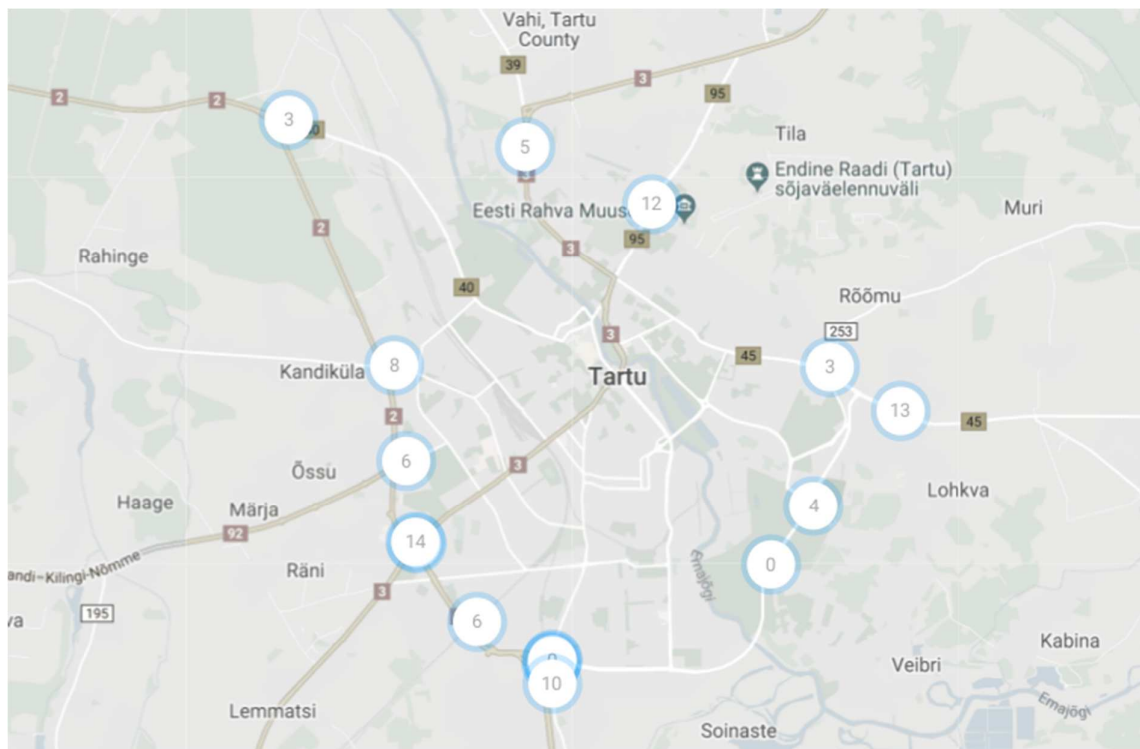 Vahi, Tartu
County
39
3
2
2
95
3
Tila
5
Endine Raadi (Tartu)
sõjaväelennuväli
3
12
Eesti Rahva Muus
Muri
2
95
3
Rahinge
40
Rõõmu
3
253
45
8
Kandiküla
Tartu
3
13
2
45
6
3
Õssu
Lohkva
Haage
Märja
4
92
14
Emajõgi
0
andi-Kilingi-Nõmme
Räni
3
195
6
va
Kabina
Veibri
10
Lemmatsi
Emajõgi
Soinaste